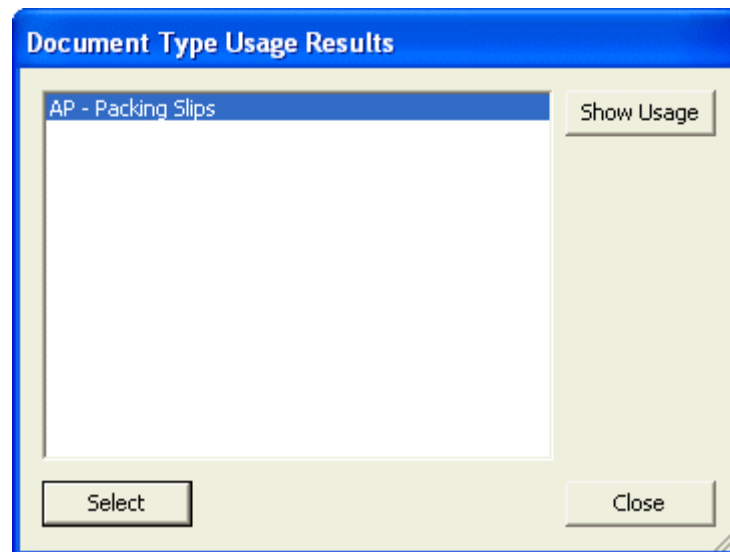 Document Type Usage Results
AP - Packing Slips
Show Usage
Select
Close